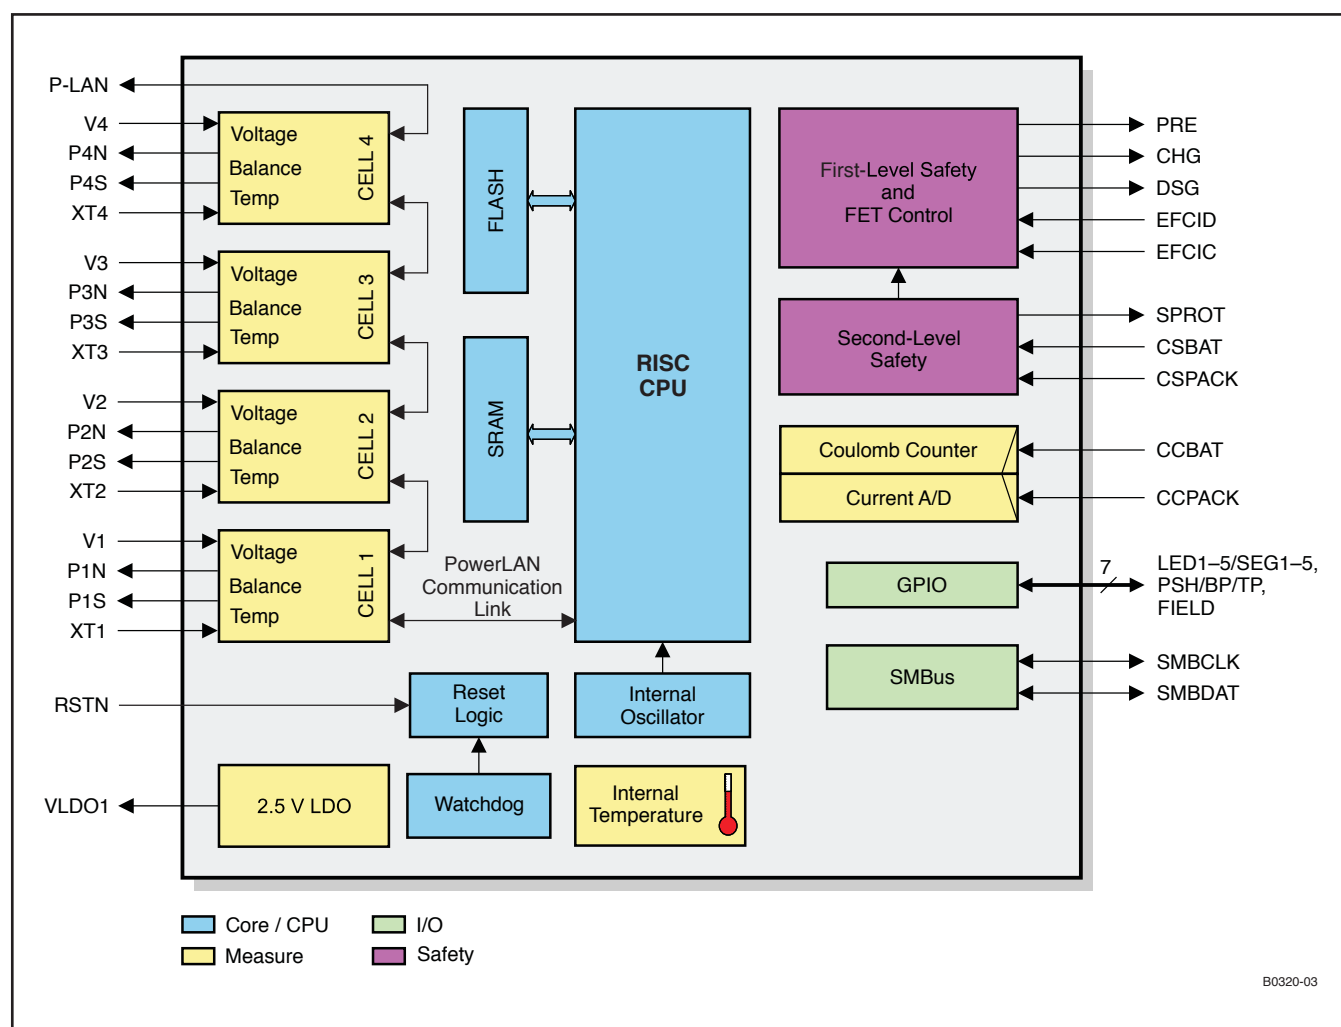 P-LAN
V4
P4N
P4S
XT4
V3
P3N
P3S
XT3
V2
P2N
P2S
XT2
V1
P1N
P1S
XT1
RSTN
VLDO1
Voltage
Balance
Temp
CELL 4
Voltage
Balance
Temp
CELL 3
Voltage
Balance
Temp
CELL 2
Voltage
Balance
Temp
CELL 1
2.5 V LDO
FLASH
SRAM
PowerLAN
Communication
Link
Reset
Logic
Watchdog
RISC
CPU
Internal
Oscillator
Internal
Temperature
First-Level Safety
and
FET Control
Second-Level
Safety
Coulomb Counter
Current A/D
GPIO
SMBus
PRE
CHG
DSG
EFCID
EFCIC
SPROT
CSBAT
CSPACK
CCBAT
CCPACK
7
LED1–5/SEG1–5,
PSH/BP/TP,
FIELD
SMBCLK
SMBDAT
Core / CPU
I/O
Measure
Safety
B0320-03